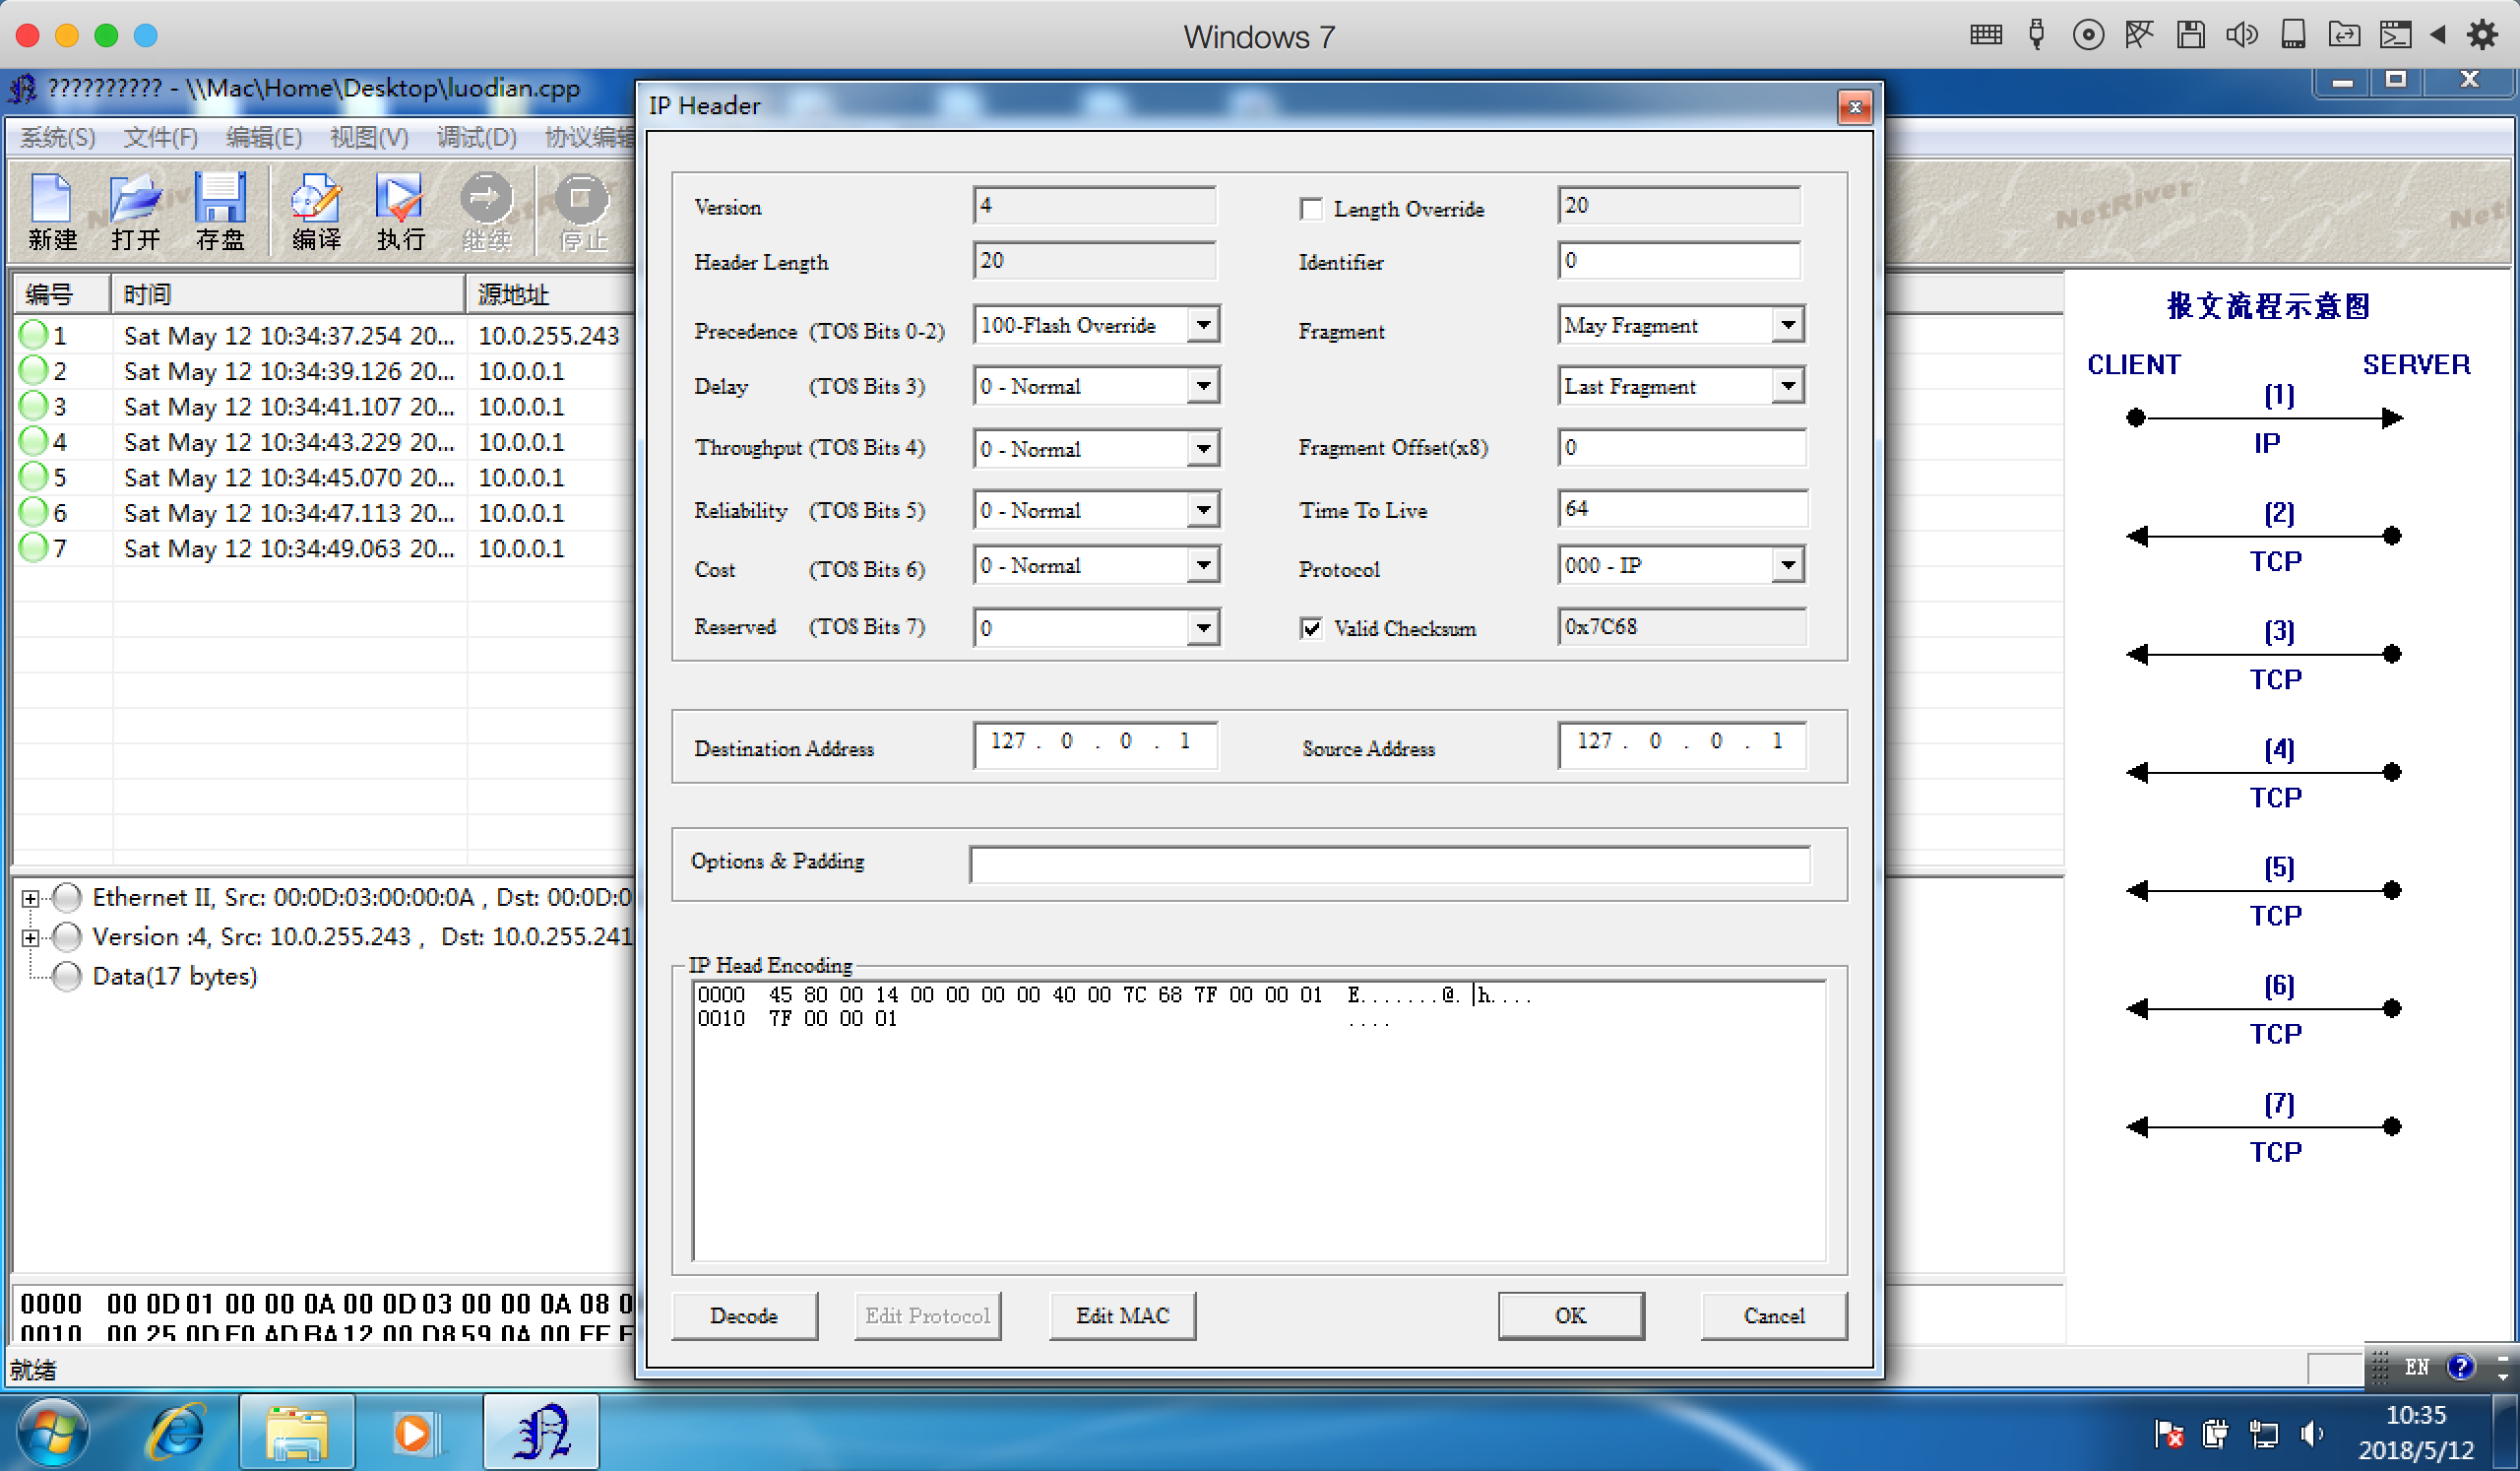 Windows 7
?????????? - \\Mac\Home\Desktop\luodian.cpp
系统(S) 文件(F) 编辑(E) 视图(V) 调试(D) 协议编辑
新建 打开 存盘 编译 执行 继续 停止
NetRiver
编号 时间 源地址
1 Sat May 12 10:34:37.254 20... 10.0.255.243
2 Sat May 12 10:34:39.126 20... 10.0.0.1
3 Sat May 12 10:34:41.107 20... 10.0.0.1
4 Sat May 12 10:34:43.229 20... 10.0.0.1
5 Sat May 12 10:34:45.070 20... 10.0.0.1
6 Sat May 12 10:34:47.113 20... 10.0.0.1
7 Sat May 12 10:34:49.063 20... 10.0.0.1
Ethernet II, Src: 00:0D:03:00:00:0A , Dst: 00:0D:0
Version :4, Src: 10.0.255.243 , Dst: 10.0.255.241
Data(17 bytes)
0000 00 0D 01 00 00 0A 00 0D 03 00 00 0A 08 0
0010 00 25 0D F0 AD BA 12 00 D8 59 0A 00 FF F
就绪
IP Header
Version 4 Length Override 20
Header Length 20 Identifier 0
Precedence (TOS Bits 0-2) 100-Flash Override Fragment May Fragment
Delay (TOS Bits 3) 0 - Normal Last Fragment
Throughput (TOS Bits 4) 0 - Normal Fragment Offset(x8) 0
Reliability (TOS Bits 5) 0 - Normal Time To Live 64
Cost (TOS Bits 6) 0 - Normal Protocol 000 - IP
Reserved (TOS Bits 7) 0 Valid Checksum 0x7C68
Destination Address 127 . 0 . 0 . 1 Source Address 127 . 0 . 0 . 1
Options & Padding
IP Head Encoding
0000 45 80 00 14 00 00 00 00 40 00 7C 68 7F 00 00 01 E.......@.|h....
0010 7F 00 00 01 ....
Decode Edit Protocol Edit MAC OK Cancel
报文流程示意图
CLIENT SERVER
(1)
IP
(2)
TCP
(3)
TCP
(4)
TCP
(5)
TCP
(6)
TCP
(7)
TCP
EN
10:35
2018/5/12